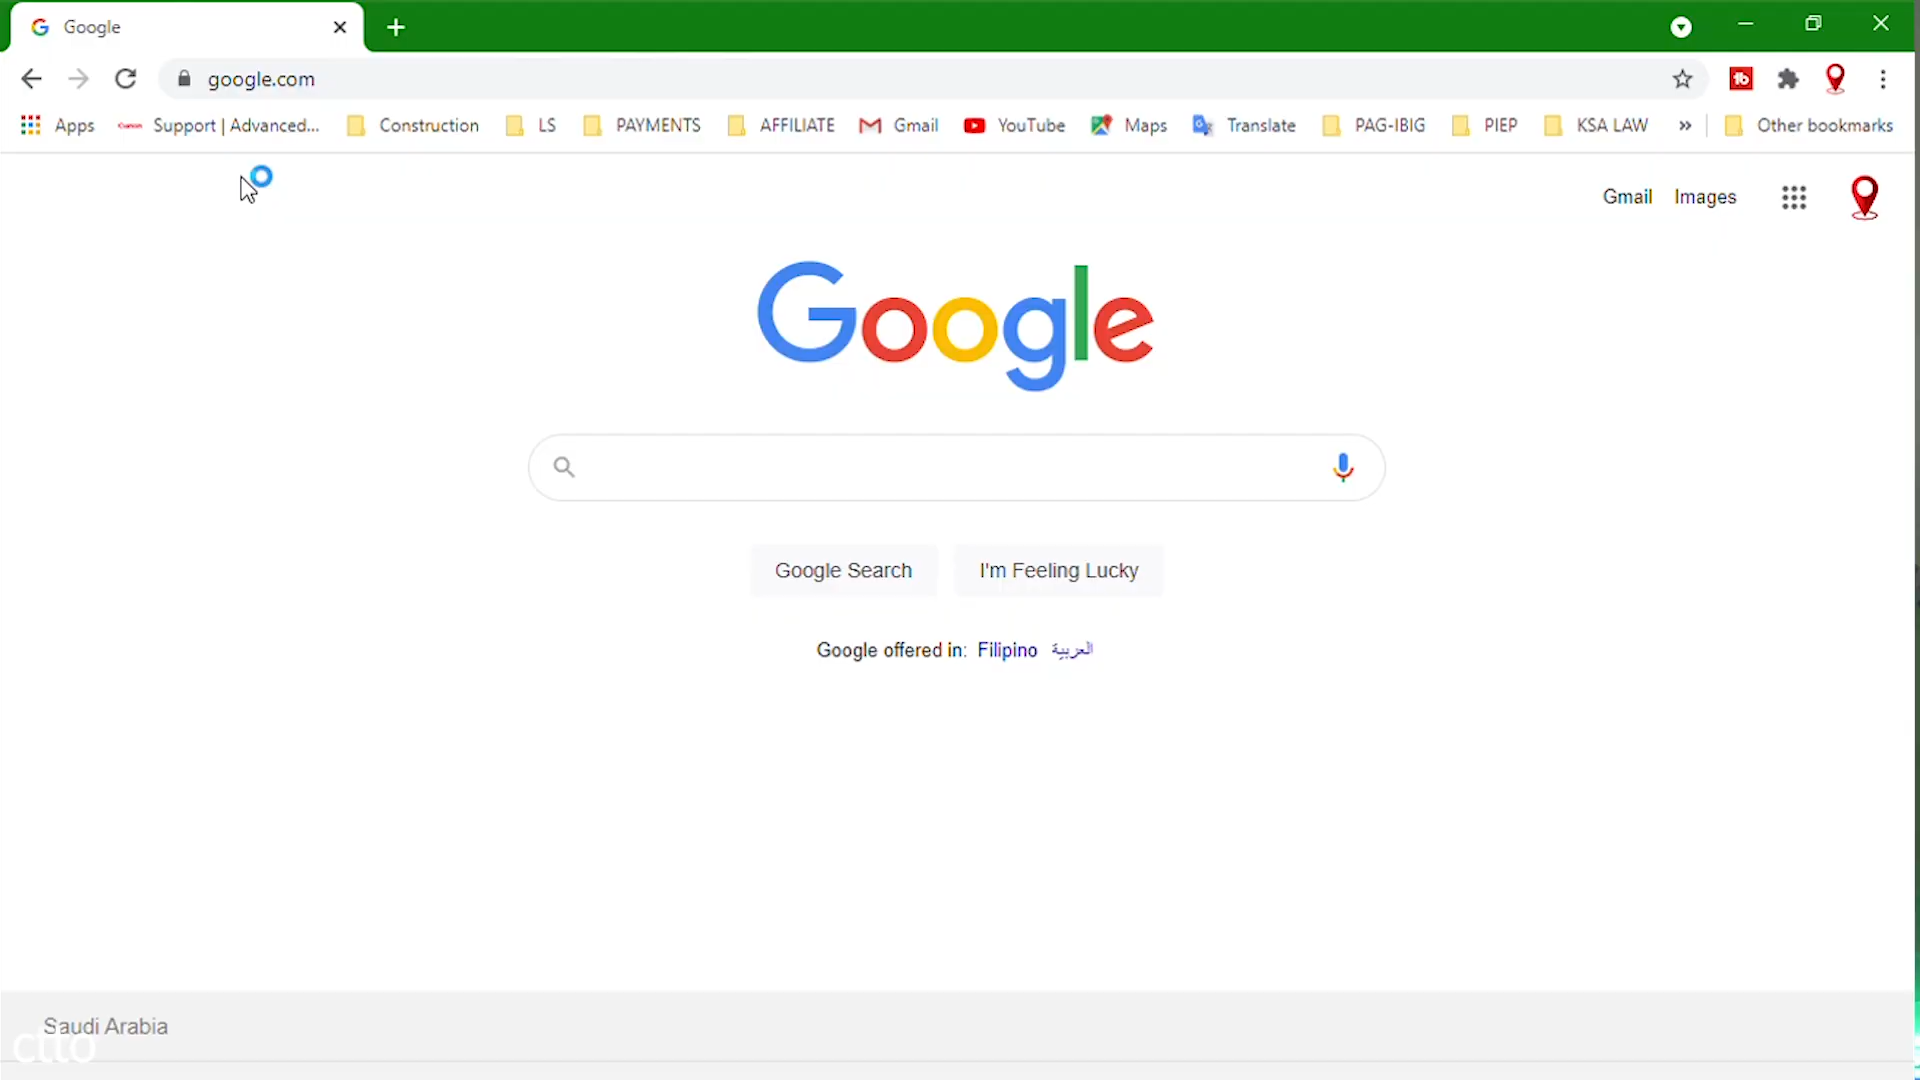 Google
google.com
Apps Support | Advanced... Construction LS PAYMENTS AFFILIATE Gmail YouTube Maps Translate PAG-IBIG PIEP KSA LAW » Other bookmarks
Gmail Images
Google
Google Search I'm Feeling Lucky
Google offered in: Filipino العربية
Saudi Arabia
ctto